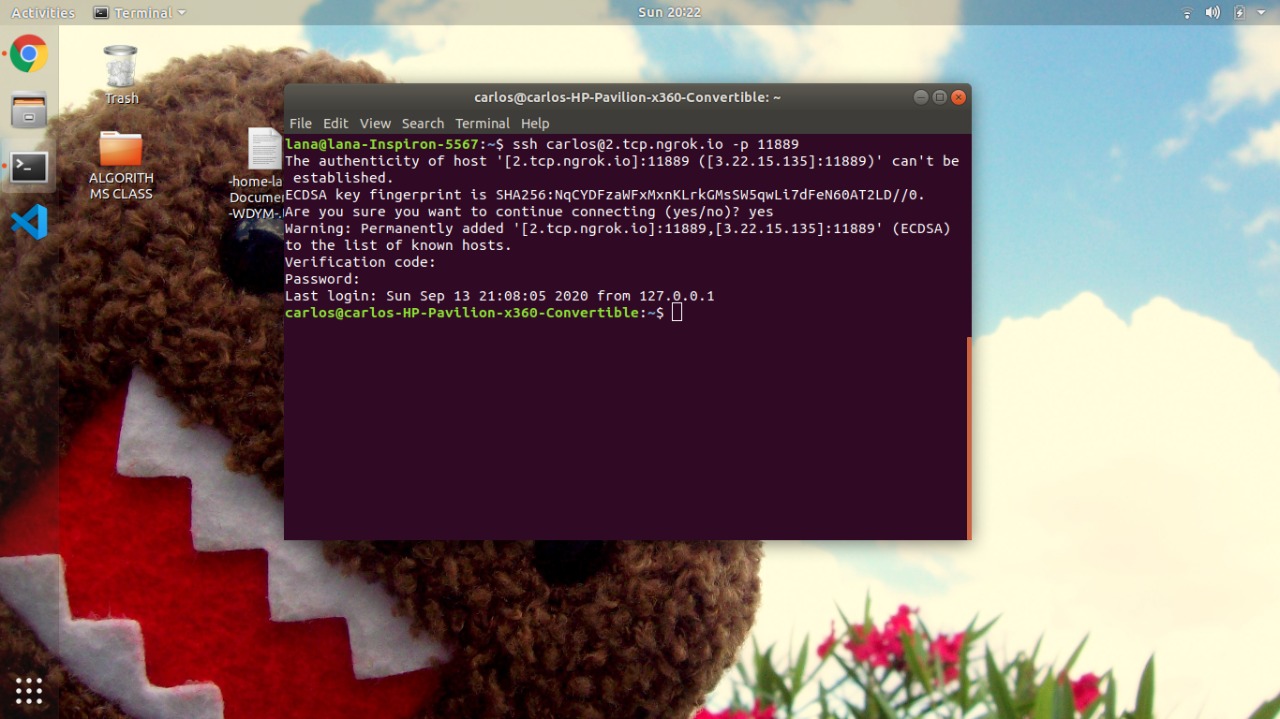 Activities
Terminal
Sun 20:22
Trash
ALGORITH
MS CLASS
-home-la
Docume
-WDYM-.
carlos@carlos-HP-Pavilion-x360-Convertible: ~
File Edit View Search Terminal Help
lana@lana-Inspiron-5567:~$ ssh carlos@2.tcp.ngrok.io -p 11889
The authenticity of host '[2.tcp.ngrok.io]:11889 ([3.22.15.135]:11889)' can't be
established.
ECDSA key fingerprint is SHA256:NqCYDFzaWFxMxnKLrkGMsSW5qwLi7dFeN60AT2LD//0.
Are you sure you want to continue connecting (yes/no)? yes
Warning: Permanently added '[2.tcp.ngrok.io]:11889,[3.22.15.135]:11889' (ECDSA)
to the list of known hosts.
Verification code:
Password:
Last login: Sun Sep 13 21:08:05 2020 from 127.0.0.1
carlos@carlos-HP-Pavilion-x360-Convertible:~$